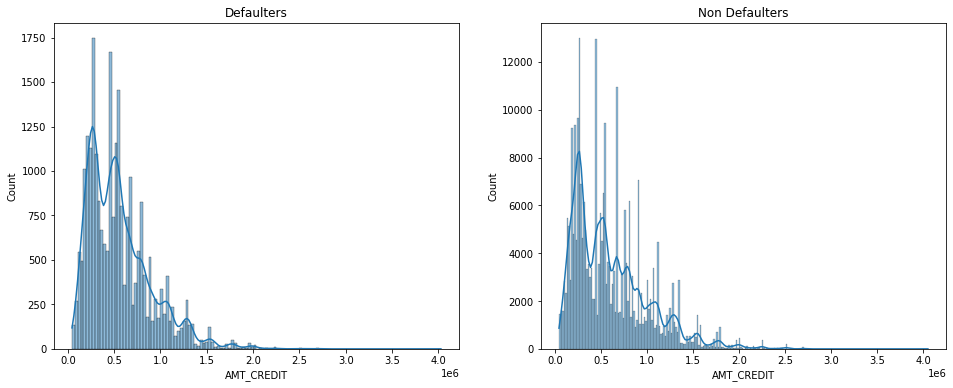 Defaulters
1750
1500
1250
1000
750
500
250
0
Count
0.0 0.5 1.0 1.5 2.0 2.5 3.0 3.5 4.0
1e6
AMT_CREDIT
Non Defaulters
12000
10000
8000
6000
4000
2000
0
Count
0.0 0.5 1.0 1.5 2.0 2.5 3.0 3.5 4.0
1e6
AMT_CREDIT